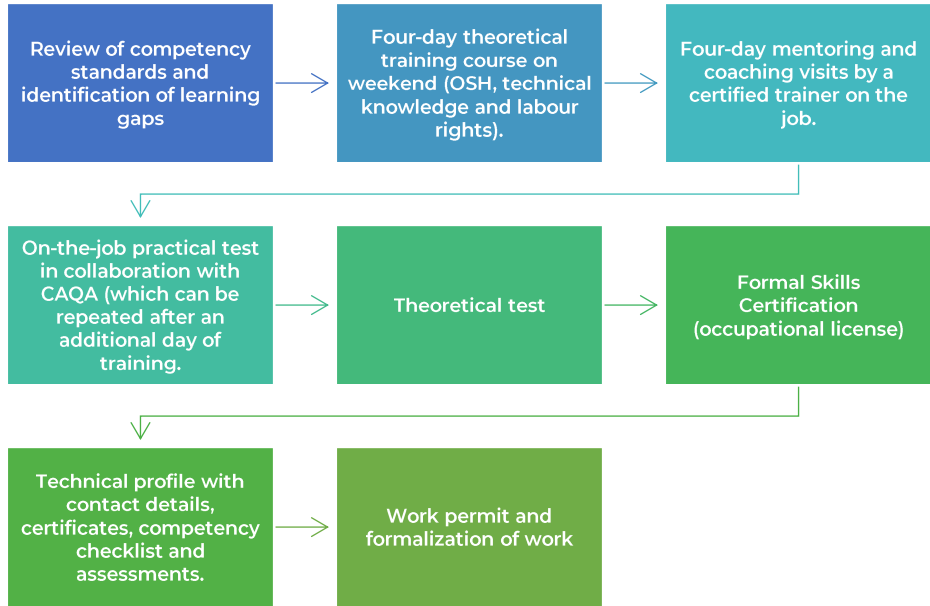 Review of competency
standards and
identification of learning
gaps
Four-day theoretical
training course on
weekend (OSH, technical
knowledge and labour
rights).
Four-day mentoring and
coaching visits by a
certified trainer on the
job.
On-the-job practical test
in collaboration with
CAQA (which can be
repeated after an
additional day of
training.
Theoretical test
Formal Skills
Certification
(occupational license)
Technical profile with
contact details,
certificates, competency
checklist and
assessments.
Work permit and
formalization of work